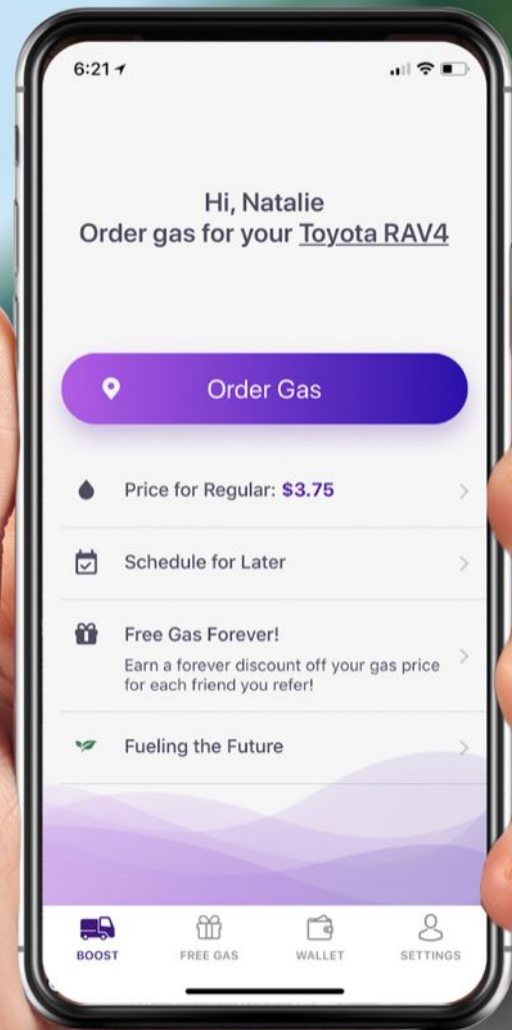 6:21
Hi, Natalie
Order gas for your Toyota RAV4
Order Gas
Price for Regular: $3.75
Schedule for Later
Free Gas Forever!
Earn a forever discount off your gas price
for each friend you refer!
Fueling the Future
BOOST
FREE GAS
WALLET
SETTINGS